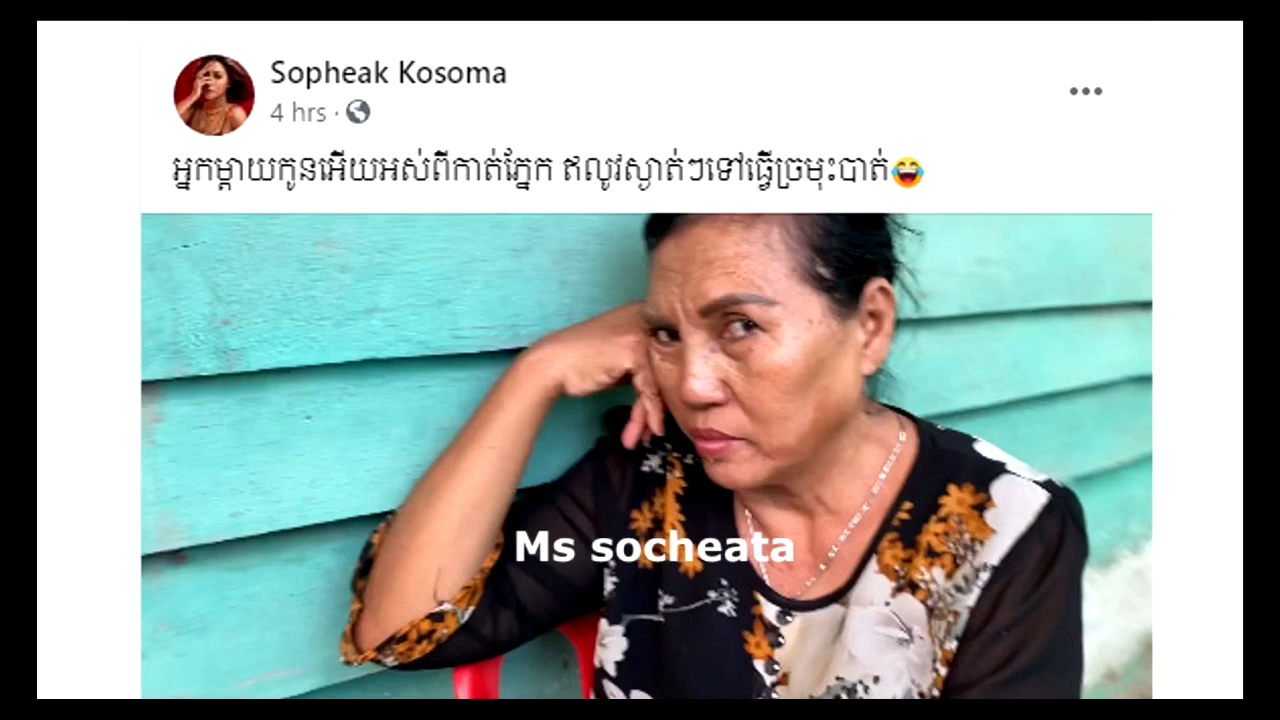 Sopheak Kosoma
4 hrs ·
អ្នកម្ដាយកូនអើយអស់ពីកាត់ភ្នែក ឥលូវស្ងាត់ៗទៅធ្វើច្រមុះបាត់😂
Ms socheata